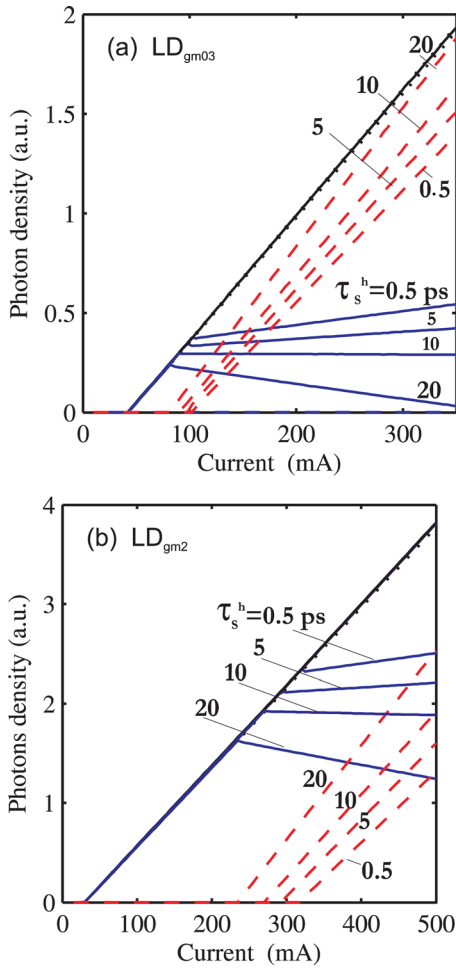 (a) LDgm03
Photon density (a.u.)
2
1.5
1
0.5
0
20
10
5
0.5
τsʰ=0.5 ps
5
10
20
0 100 200 300
Current (mA)
(b) LDgm2
Photons density (a.u.)
4
3
2
1
0
τsʰ=0.5 ps
5
10
20
20
10
5
0.5
0 100 200 300 400 500
Current (mA)